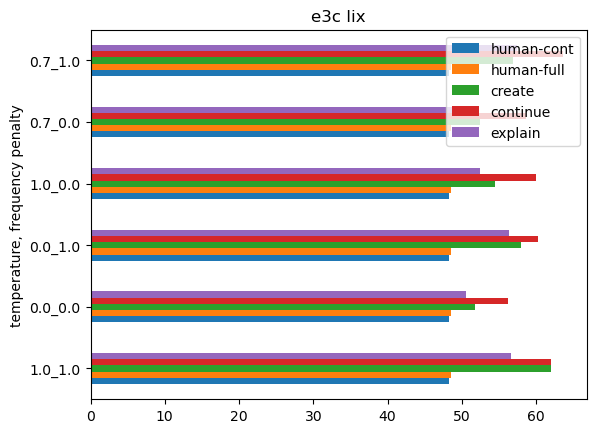 e3c lix
human-cont
human-full
create
continue
explain
temperature, frequency penalty
0.7_1.0
0.7_0.0
1.0_0.0
0.0_1.0
0.0_0.0
1.0_1.0
0 10 20 30 40 50 60